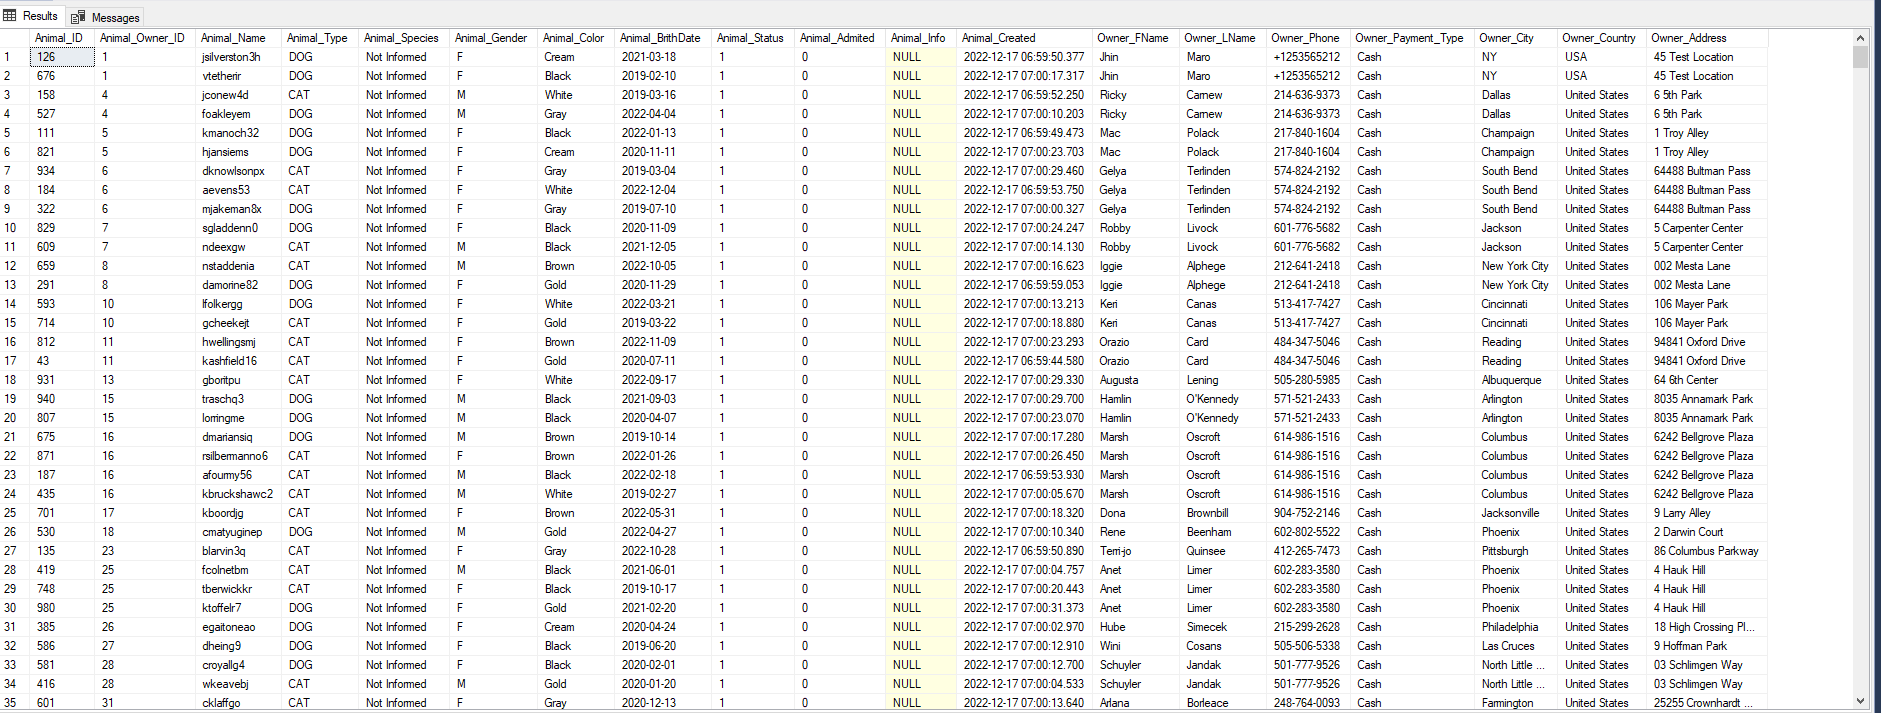 Results Messages
Animal_ID Animal_Owner_ID Animal_Name Animal_Type Animal_Species Animal_Gender Animal_Color Animal_BrithDate Animal_Status Animal_Admited Animal_Info Animal_Created Owner_FName Owner_LName Owner_Phone Owner_Payment_Type Owner_City Owner_Country Owner_Address
1 126 1 jsilverston3h DOG Not Informed F Cream 2021-03-18 1 0 NULL 2022-12-17 06:59:50.377 Jhin Maro +1253565212 Cash NY USA 45 Test Location
2 676 1 vtetherir DOG Not Informed F Black 2019-02-10 1 0 NULL 2022-12-17 07:00:17.317 Jhin Maro +1253565212 Cash NY USA 45 Test Location
3 158 4 jconew4d CAT Not Informed M White 2019-03-16 1 0 NULL 2022-12-17 06:59:52.250 Ricky Carnew 214-636-9373 Cash Dallas United States 6 5th Park
4 527 4 foakleyem DOG Not Informed M Gray 2022-04-04 1 0 NULL 2022-12-17 07:00:10.203 Ricky Carnew 214-636-9373 Cash Dallas United States 6 5th Park
5 111 5 kmanoch32 DOG Not Informed F Black 2022-01-13 1 0 NULL 2022-12-17 06:59:49.473 Mac Polack 217-840-1604 Cash Champaign United States 1 Troy Alley
6 821 5 hjansiems DOG Not Informed F Cream 2020-11-11 1 0 NULL 2022-12-17 07:00:23.703 Mac Polack 217-840-1604 Cash Champaign United States 1 Troy Alley
7 934 6 dknowlsonpx CAT Not Informed F Gray 2019-03-04 1 0 NULL 2022-12-17 07:00:29.460 Gelya Terlinden 574-824-2192 Cash South Bend United States 64488 Bultman Pass
8 184 6 aevens53 CAT Not Informed F White 2022-12-04 1 0 NULL 2022-12-17 06:59:53.750 Gelya Terlinden 574-824-2192 Cash South Bend United States 64488 Bultman Pass
9 322 6 mjakeman8x DOG Not Informed F Gray 2019-07-10 1 0 NULL 2022-12-17 07:00:00.327 Gelya Terlinden 574-824-2192 Cash South Bend United States 64488 Bultman Pass
10 829 7 sgladdenn0 DOG Not Informed F Black 2020-11-09 1 0 NULL 2022-12-17 07:00:24.247 Robby Livock 601-776-5682 Cash Jackson United States 5 Carpenter Center
11 609 7 ndeexgw CAT Not Informed M Black 2021-12-05 1 0 NULL 2022-12-17 07:00:14.130 Robby Livock 601-776-5682 Cash Jackson United States 5 Carpenter Center
12 659 8 nstaddenia CAT Not Informed M Brown 2022-10-05 1 0 NULL 2022-12-17 07:00:16.623 Iggie Alphege 212-641-2418 Cash New York City United States 002 Mesta Lane
13 291 8 damorine82 DOG Not Informed F Gold 2020-11-29 1 0 NULL 2022-12-17 06:59:59.053 Iggie Alphege 212-641-2418 Cash New York City United States 002 Mesta Lane
14 593 10 lfolkergg DOG Not Informed F White 2022-03-21 1 0 NULL 2022-12-17 07:00:13.213 Keri Canas 513-417-7427 Cash Cincinnati United States 106 Mayer Park
15 714 10 gcheekejt CAT Not Informed F Gold 2019-03-22 1 0 NULL 2022-12-17 07:00:18.880 Keri Canas 513-417-7427 Cash Cincinnati United States 106 Mayer Park
16 812 11 hwellingsmj CAT Not Informed F Brown 2022-11-09 1 0 NULL 2022-12-17 07:00:23.293 Orazio Card 484-347-5046 Cash Reading United States 94841 Oxford Drive
17 43 11 kashfield16 CAT Not Informed F Gold 2020-07-11 1 0 NULL 2022-12-17 06:59:44.580 Orazio Card 484-347-5046 Cash Reading United States 94841 Oxford Drive
18 931 13 gboritpu CAT Not Informed F White 2022-09-17 1 0 NULL 2022-12-17 07:00:29.330 Augusta Lening 505-280-5985 Cash Albuquerque United States 64 6th Center
19 940 15 traschq3 DOG Not Informed M Black 2021-09-03 1 0 NULL 2022-12-17 07:00:29.700 Hamlin O'Kennedy 571-521-2433 Cash Arlington United States 8035 Annamark Park
20 807 15 lorringme DOG Not Informed M Black 2020-04-07 1 0 NULL 2022-12-17 07:00:23.070 Hamlin O'Kennedy 571-521-2433 Cash Arlington United States 8035 Annamark Park
21 675 16 dmariansiq DOG Not Informed M Brown 2019-10-14 1 0 NULL 2022-12-17 07:00:17.280 Marsh Oscroft 614-986-1516 Cash Columbus United States 6242 Bellgrove Plaza
22 871 16 rsilbermanno6 CAT Not Informed F Brown 2022-01-26 1 0 NULL 2022-12-17 07:00:26.450 Marsh Oscroft 614-986-1516 Cash Columbus United States 6242 Bellgrove Plaza
23 187 16 afourmy56 CAT Not Informed M Black 2022-02-18 1 0 NULL 2022-12-17 06:59:53.930 Marsh Oscroft 614-986-1516 Cash Columbus United States 6242 Bellgrove Plaza
24 435 16 kbruckshawc2 CAT Not Informed M White 2019-02-27 1 0 NULL 2022-12-17 07:00:05.670 Marsh Oscroft 614-986-1516 Cash Columbus United States 6242 Bellgrove Plaza
25 701 17 kboordjg CAT Not Informed F Brown 2022-05-31 1 0 NULL 2022-12-17 07:00:18.320 Dona Brownbill 904-752-2146 Cash Jacksonville United States 9 Larry Alley
26 530 18 cmatyuginep DOG Not Informed M Gold 2022-04-27 1 0 NULL 2022-12-17 07:00:10.340 Rene Beenham 602-802-5522 Cash Phoenix United States 2 Darwin Court
27 135 23 blarvin3q CAT Not Informed F Gray 2022-10-28 1 0 NULL 2022-12-17 06:59:50.890 Terri-jo Quinsee 412-265-7473 Cash Pittsburgh United States 86 Columbus Parkway
28 419 25 fcolnetbm CAT Not Informed M Black 2021-06-01 1 0 NULL 2022-12-17 07:00:04.757 Anet Limer 602-283-3580 Cash Phoenix United States 4 Hauk Hill
29 748 25 tberwickkr CAT Not Informed F Black 2019-10-17 1 0 NULL 2022-12-17 07:00:20.443 Anet Limer 602-283-3580 Cash Phoenix United States 4 Hauk Hill
30 980 25 ktoffelr7 DOG Not Informed F Gold 2021-02-20 1 0 NULL 2022-12-17 07:00:31.373 Anet Limer 602-283-3580 Cash Phoenix United States 4 Hauk Hill
31 385 26 egaitoneao DOG Not Informed F Cream 2020-04-24 1 0 NULL 2022-12-17 07:00:02.970 Hube Simecek 215-299-2628 Cash Philadelphia United States 18 High Crossing Pl...
32 586 27 dheing9 DOG Not Informed F Black 2019-06-20 1 0 NULL 2022-12-17 07:00:12.910 Wini Cosans 505-506-5338 Cash Las Cruces United States 9 Hoffman Park
33 581 28 croyallg4 DOG Not Informed F Black 2020-02-01 1 0 NULL 2022-12-17 07:00:12.700 Schuyler Jandak 501-777-9526 Cash North Little ... United States 03 Schlimgen Way
34 416 28 wkeavebj CAT Not Informed M Gold 2020-01-20 1 0 NULL 2022-12-17 07:00:04.533 Schuyler Jandak 501-777-9526 Cash North Little ... United States 03 Schlimgen Way
35 601 31 cklaffgo CAT Not Informed F Gray 2020-12-13 1 0 NULL 2022-12-17 07:00:13.640 Arlana Borleace 248-764-0093 Cash Farmington United States 25255 Crownhardt ...